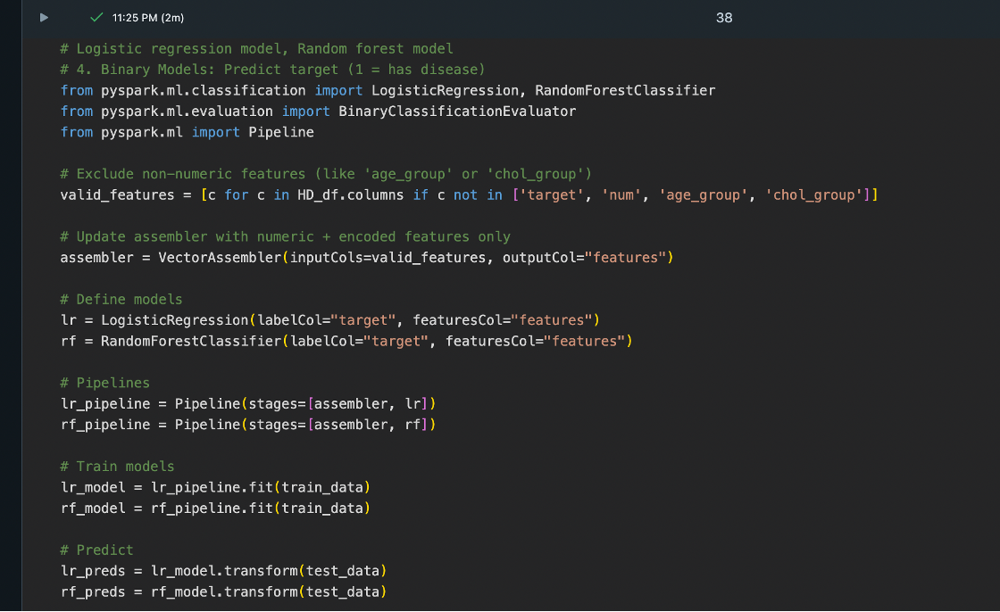 11:25 PM (2m)
38
# Logistic regression model, Random forest model
# 4. Binary Models: Predict target (1 = has disease)
from pyspark.ml.classification import LogisticRegression, RandomForestClassifier
from pyspark.ml.evaluation import BinaryClassificationEvaluator
from pyspark.ml import Pipeline
# Exclude non-numeric features (like 'age_group' or 'chol_group')
valid_features = [c for c in HD_df.columns if c not in ['target', 'num', 'age_group', 'chol_group']]
# Update assembler with numeric + encoded features only
assembler = VectorAssembler(inputCols=valid_features, outputCol="features")
# Define models
lr = LogisticRegression(labelCol="target", featuresCol="features")
rf = RandomForestClassifier(labelCol="target", featuresCol="features")
# Pipelines
lr_pipeline = Pipeline(stages=[assembler, lr])
rf_pipeline = Pipeline(stages=[assembler, rf])
# Train models
lr_model = lr_pipeline.fit(train_data)
rf_model = rf_pipeline.fit(train_data)
# Predict
lr_preds = lr_model.transform(test_data)
rf_preds = rf_model.transform(test_data)